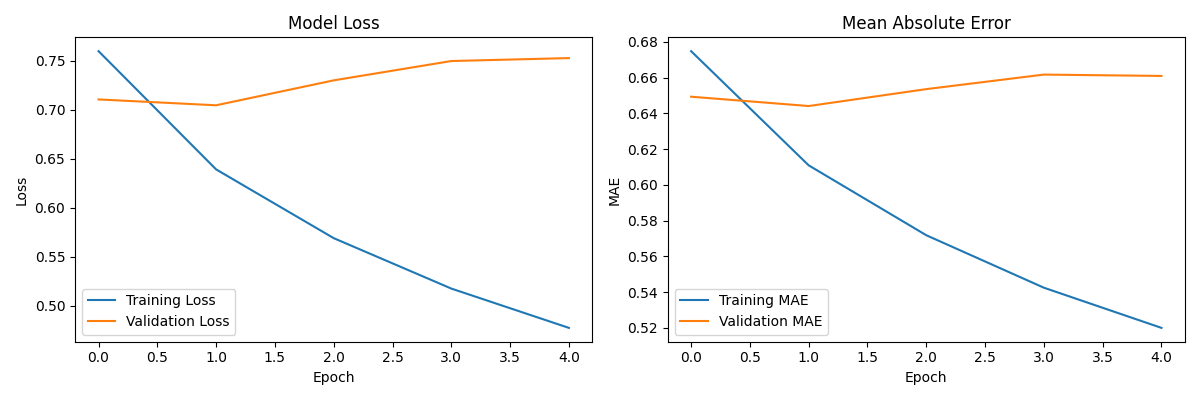 Model Loss
Loss
0.75
0.70
0.65
0.60
0.55
0.50
Training Loss
Validation Loss
0.0 0.5 1.0 1.5 2.0 2.5 3.0 3.5 4.0
Epoch
Mean Absolute Error
MAE
0.68
0.66
0.64
0.62
0.60
0.58
0.56
0.54
0.52
Training MAE
Validation MAE
0.0 0.5 1.0 1.5 2.0 2.5 3.0 3.5 4.0
Epoch